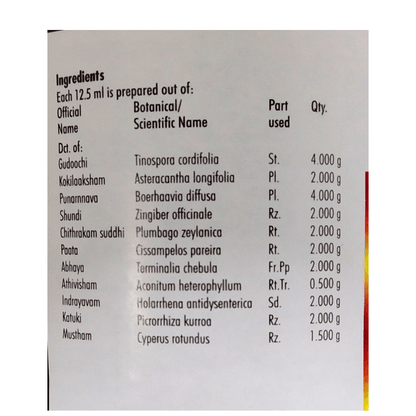 Ingredients
Each 12.5 ml is prepared out of:
Official Botanical/ Part Qty.
Name Scientific Name used
Dct. of:
Gudoochi Tinospora cordifolia St. 4.000 g
Kokilaaksham Asteracantha longifolia Pl. 2.000 g
Punarnnava Boerhaavia diffusa Pl. 4.000 g
Shundi Zingiber officinale Rz. 2.000 g
Chithrakam suddhi Plumbago zeylanica Rt. 2.000 g
Paata Cissampelos pareira Rt. 2.000 g
Abhaya Terminalia chebula Fr.Pp 2.000 g
Athivisham Aconitum heterophyllum Rt.Tr. 0.500 g
Indrayavam Holarrhena antidysenterica Sd. 2.000 g
Katuki Picrorrhiza kurroa Rz. 2.000 g
Mustham Cyperus rotundus Rz. 1.500 g